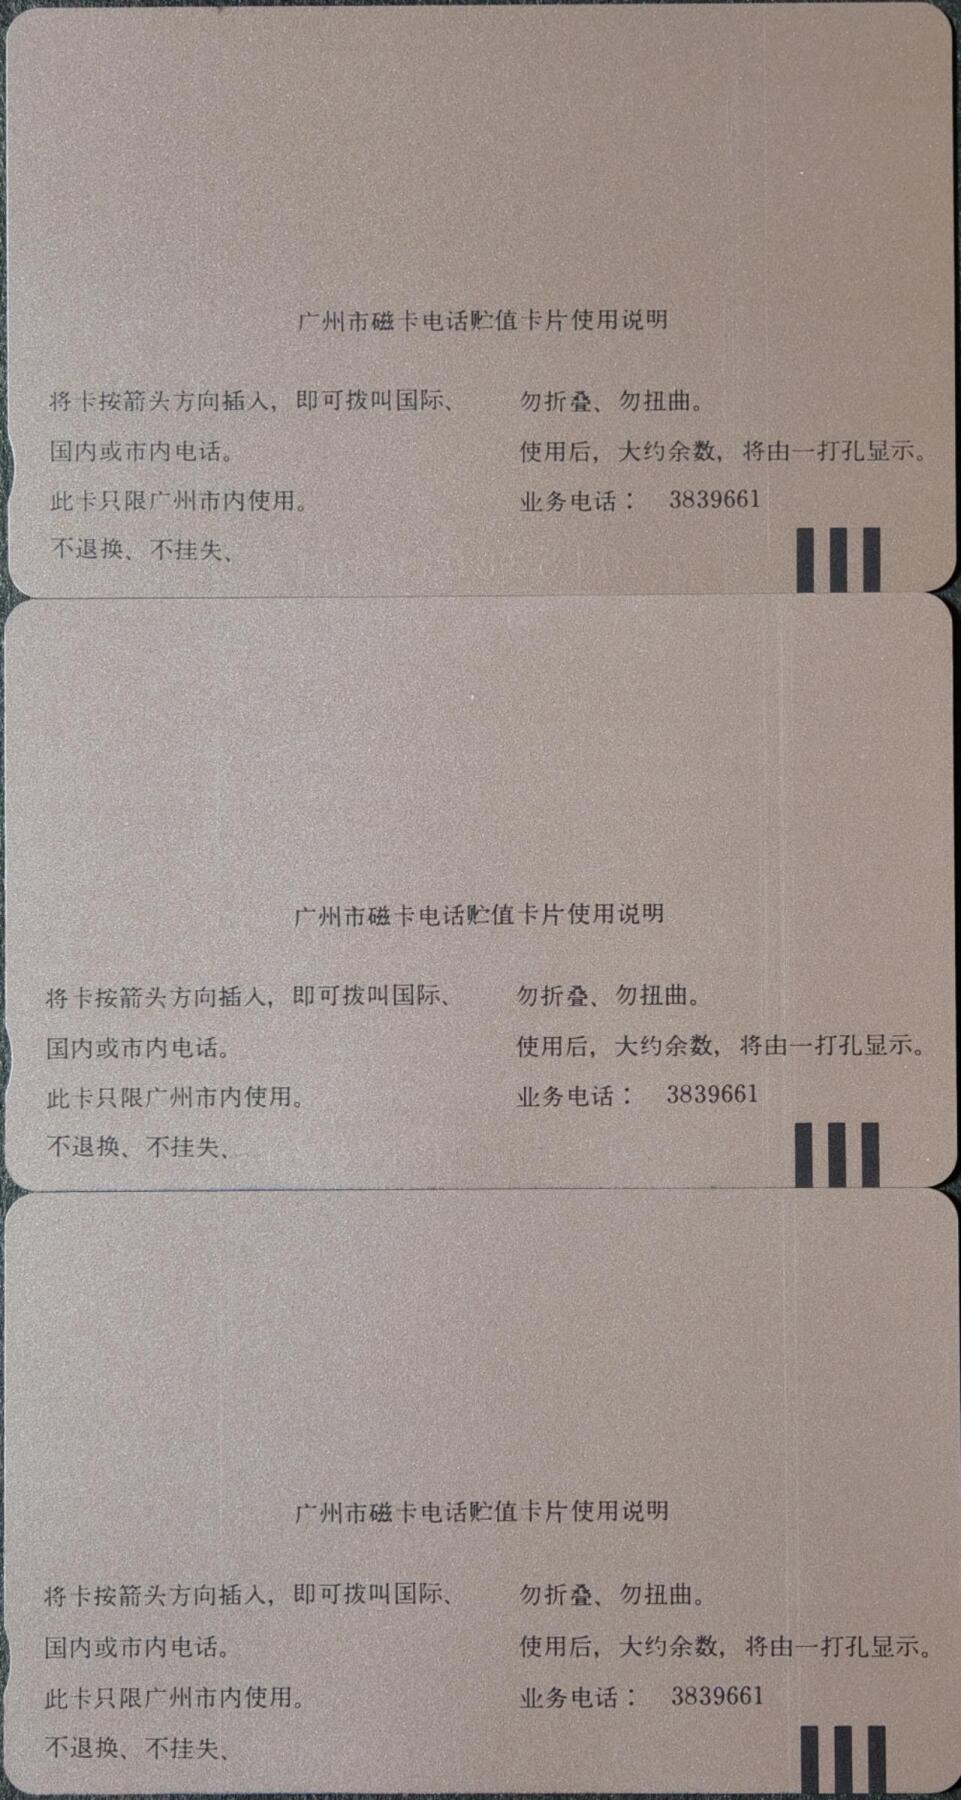 广州市磁卡电话贮值卡片使用说明
将卡按箭头方向插入，即可拨叫国际、
国内或市内电话。
此卡只限广州市内使用。
不退换、不挂失、
勿折叠、勿扭曲。
使用后，大约余数，将由一打孔显示。
业务电话： 3839661
广州市磁卡电话贮值卡片使用说明
将卡按箭头方向插入，即可拨叫国际、
国内或市内电话。
此卡只限广州市内使用。
不退换、不挂失、
勿折叠、勿扭曲。
使用后，大约余数，将由一打孔显示。
业务电话： 3839661
广州市磁卡电话贮值卡片使用说明
将卡按箭头方向插入，即可拨叫国际、
国内或市内电话。
此卡只限广州市内使用。
不退换、不挂失、
勿折叠、勿扭曲。
使用后，大约余数，将由一打孔显示。
业务电话： 3839661